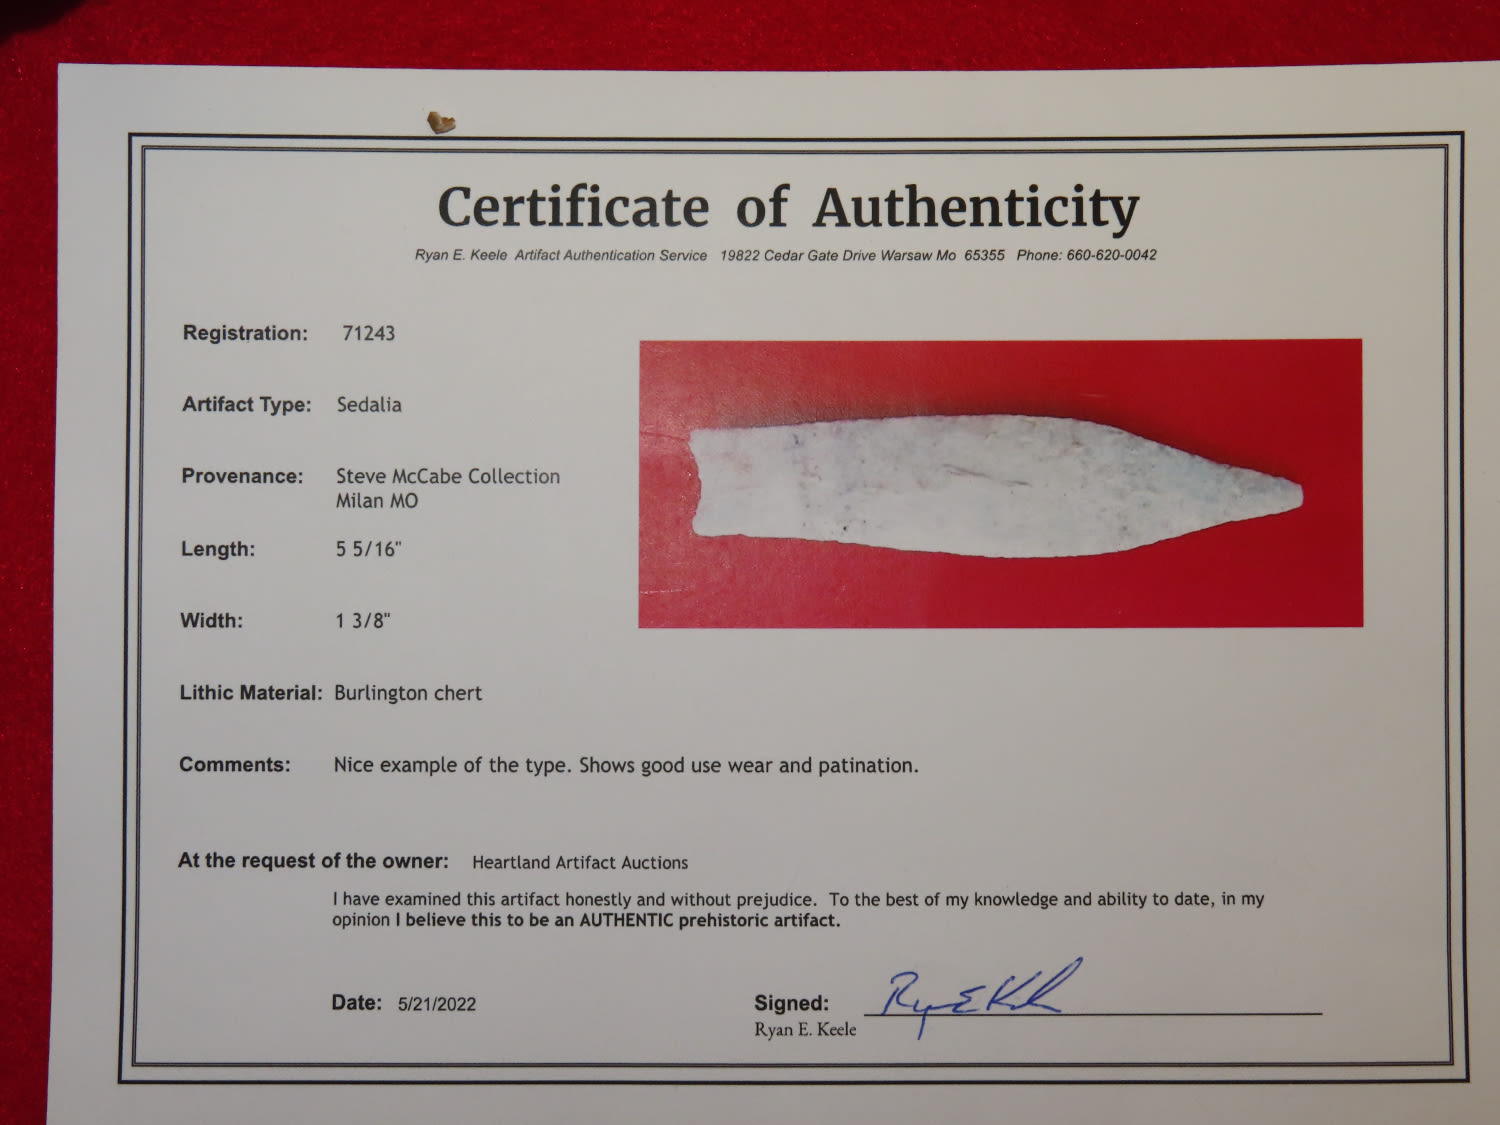 Certificate of Authenticity
Ryan E. Keele Artifact Authentication Service 19822 Cedar Gate Drive Warsaw Mo 65355 Phone: 660-620-0042
Registration: 71243
Artifact Type: Sedalia
Provenance: Steve McCabe Collection
Milan MO
Length: 5 5/16"
Width: 1 3/8"
Lithic Material: Burlington chert
Comments: Nice example of the type. Shows good use wear and patination.
At the request of the owner: Heartland Artifact Auctions
I have examined this artifact honestly and without prejudice. To the best of my knowledge and ability to date, in my
opinion I believe this to be an AUTHENTIC prehistoric artifact.
Date: 5/21/2022
Signed: Ryan E Keele
Ryan E. Keele